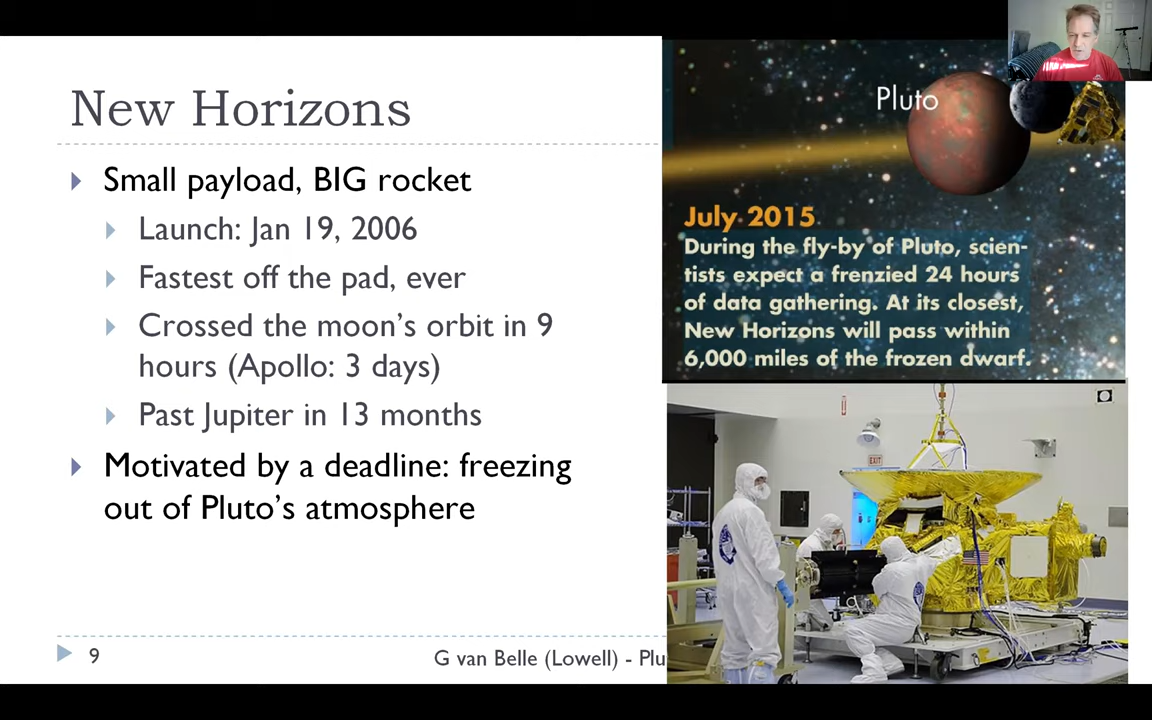 New Horizons
Small payload, BIG rocket
Launch: Jan 19, 2006
Fastest off the pad, ever
Crossed the moon's orbit in 9
hours (Apollo: 3 days)
Past Jupiter in 13 months
Motivated by a deadline: freezing
out of Pluto's atmosphere
9
G van Belle (Lowell) - Plu
Pluto
July 2015
During the fly-by of Pluto, scien-
tists expect a frenzied 24 hours
of data gathering. At its closest,
New Horizons will pass within
6,000 miles of the frozen dwarf.
EXIT